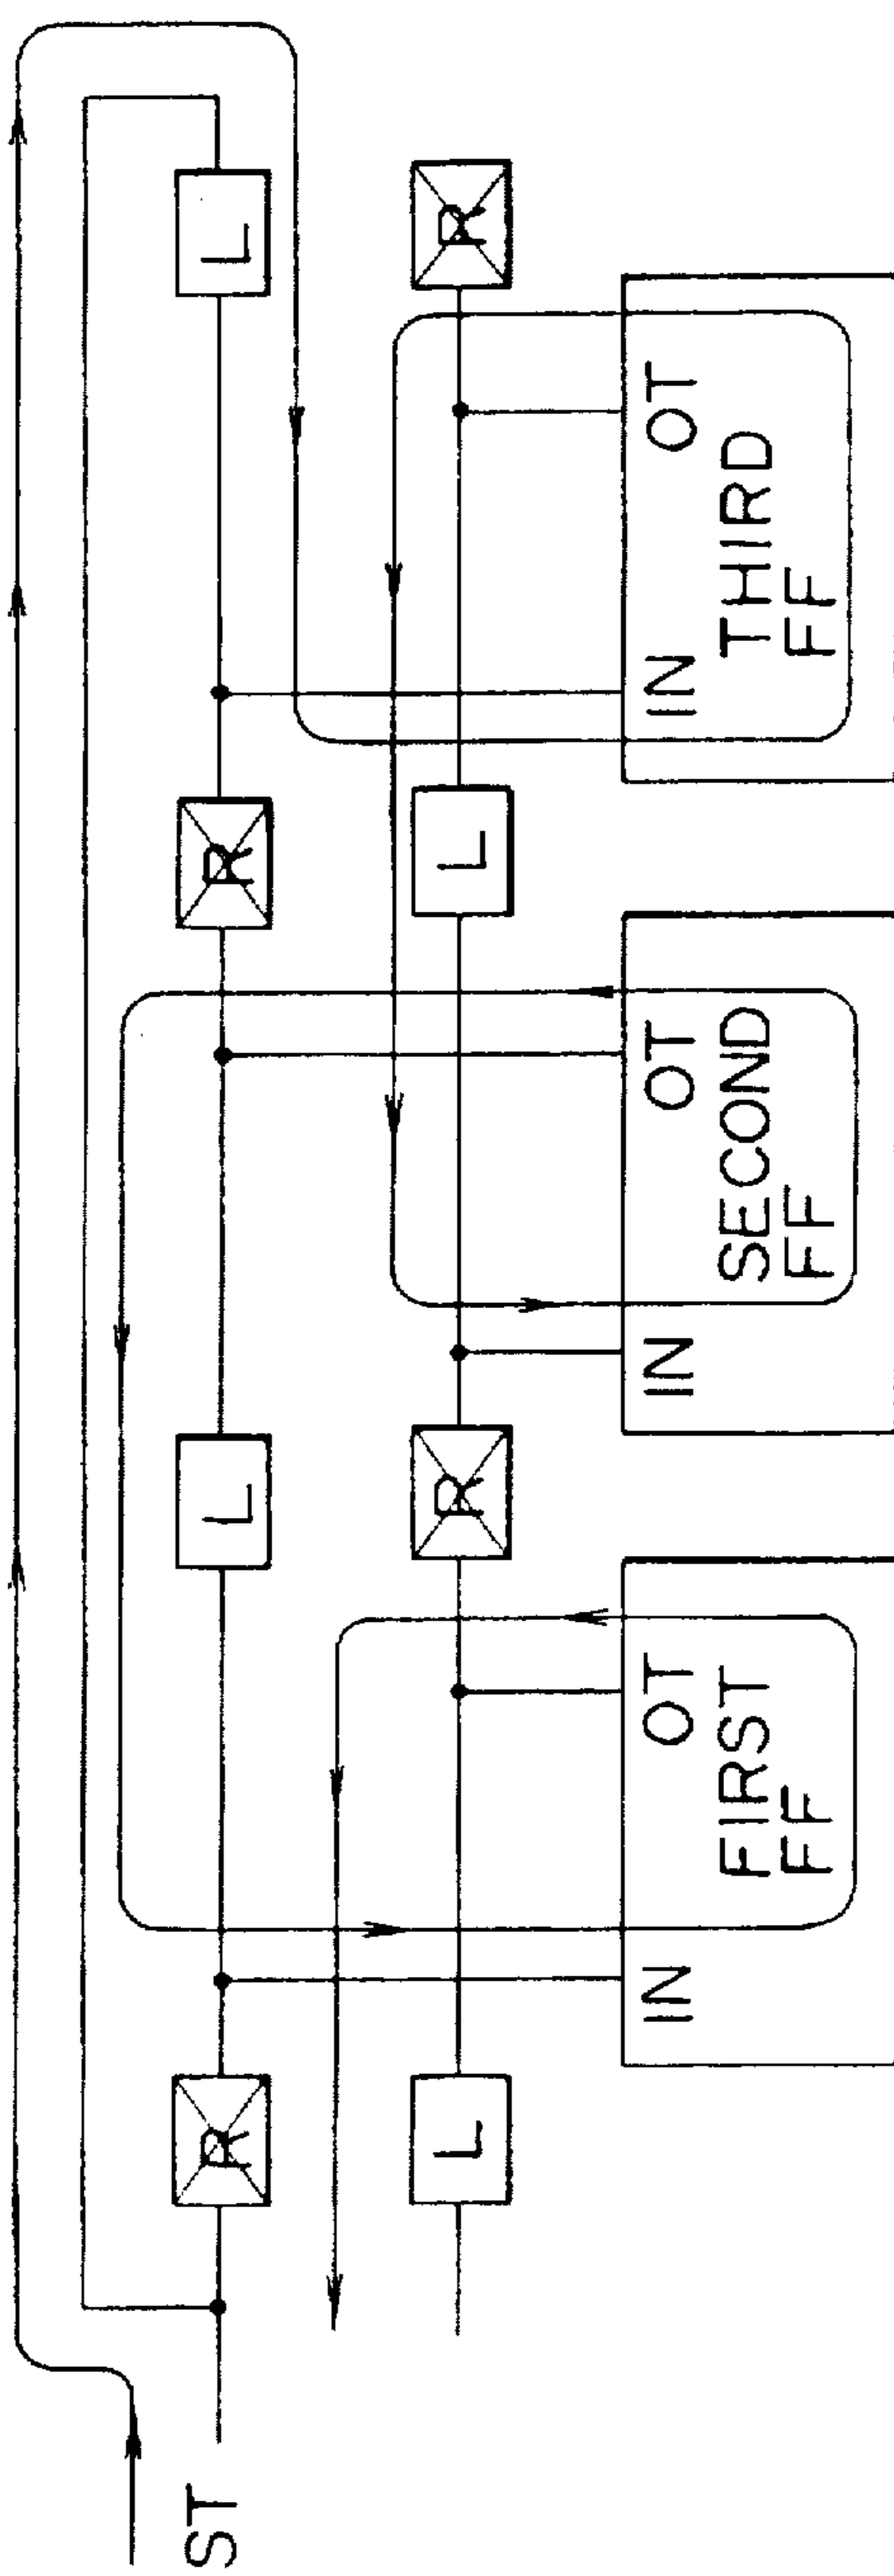 ST
R
L
R
L
L
R
L
R
IN
OT
FIRST
FF
IN
OT
SECOND
FF
IN
OT
THIRD
FF